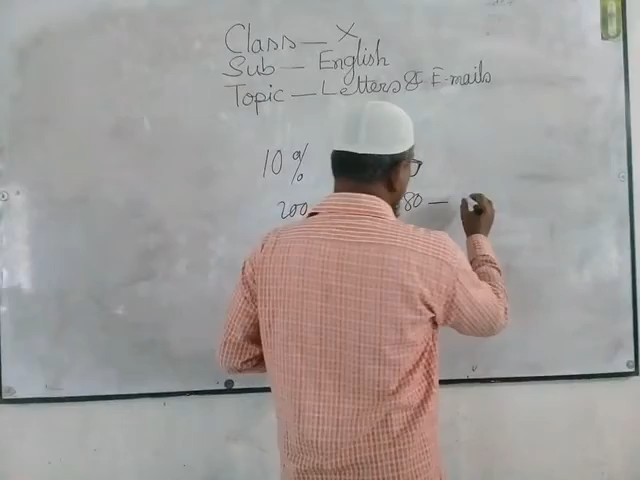 Class — X
Sub — English
Topic — Letters & E-mails
10 %
200 80 —